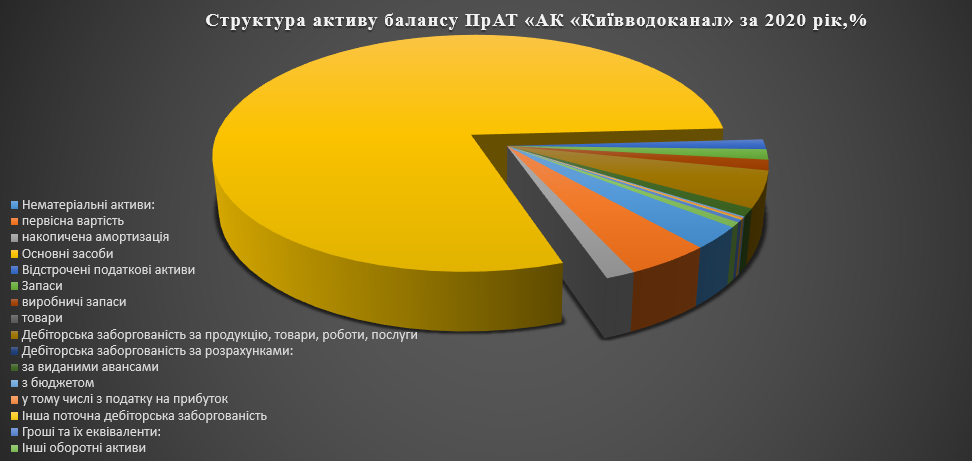 Структура активу балансу ПрАТ «АК «Київводоканал» за 2020 рік,%
Нематеріальні активи:
первісна вартість
накопичена амортизація
Основні засоби
Відстрочені податкові активи
Запаси
виробничі запаси
товари
Дебіторська заборгованість за продукцію, товари, роботи, послуги
Дебіторська заборгованість за розрахунками:
за виданими авансами
з бюджетом
у тому числі з податку на прибуток
Інша поточна дебіторська заборгованість
Гроші та їх еквіваленти:
Інші оборотні активи